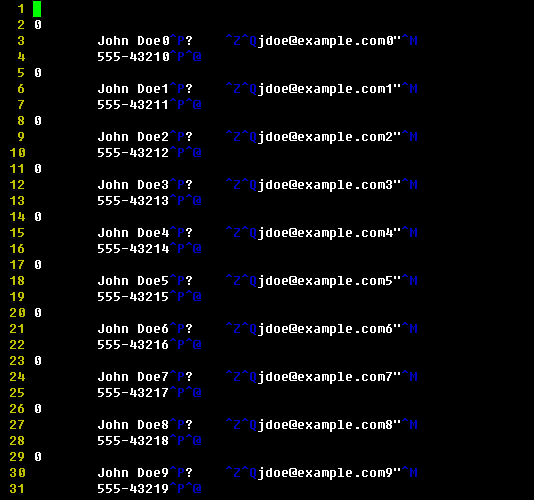 1
2 0
3 John Doe0^P? ^Z^Qjdoe@example.com0"^M
4 555-43210^P^@
5 0
6 John Doe1^P? ^Z^Qjdoe@example.com1"^M
7 555-43211^P^@
8 0
9 John Doe2^P? ^Z^Qjdoe@example.com2"^M
10 555-43212^P^@
11 0
12 John Doe3^P? ^Z^Qjdoe@example.com3"^M
13 555-43213^P^@
14 0
15 John Doe4^P? ^Z^Qjdoe@example.com4"^M
16 555-43214^P^@
17 0
18 John Doe5^P? ^Z^Qjdoe@example.com5"^M
19 555-43215^P^@
20 0
21 John Doe6^P? ^Z^Qjdoe@example.com6"^M
22 555-43216^P^@
23 0
24 John Doe7^P? ^Z^Qjdoe@example.com7"^M
25 555-43217^P^@
26 0
27 John Doe8^P? ^Z^Qjdoe@example.com8"^M
28 555-43218^P^@
29 0
30 John Doe9^P? ^Z^Qjdoe@example.com9"^M
31 555-43219^P^@